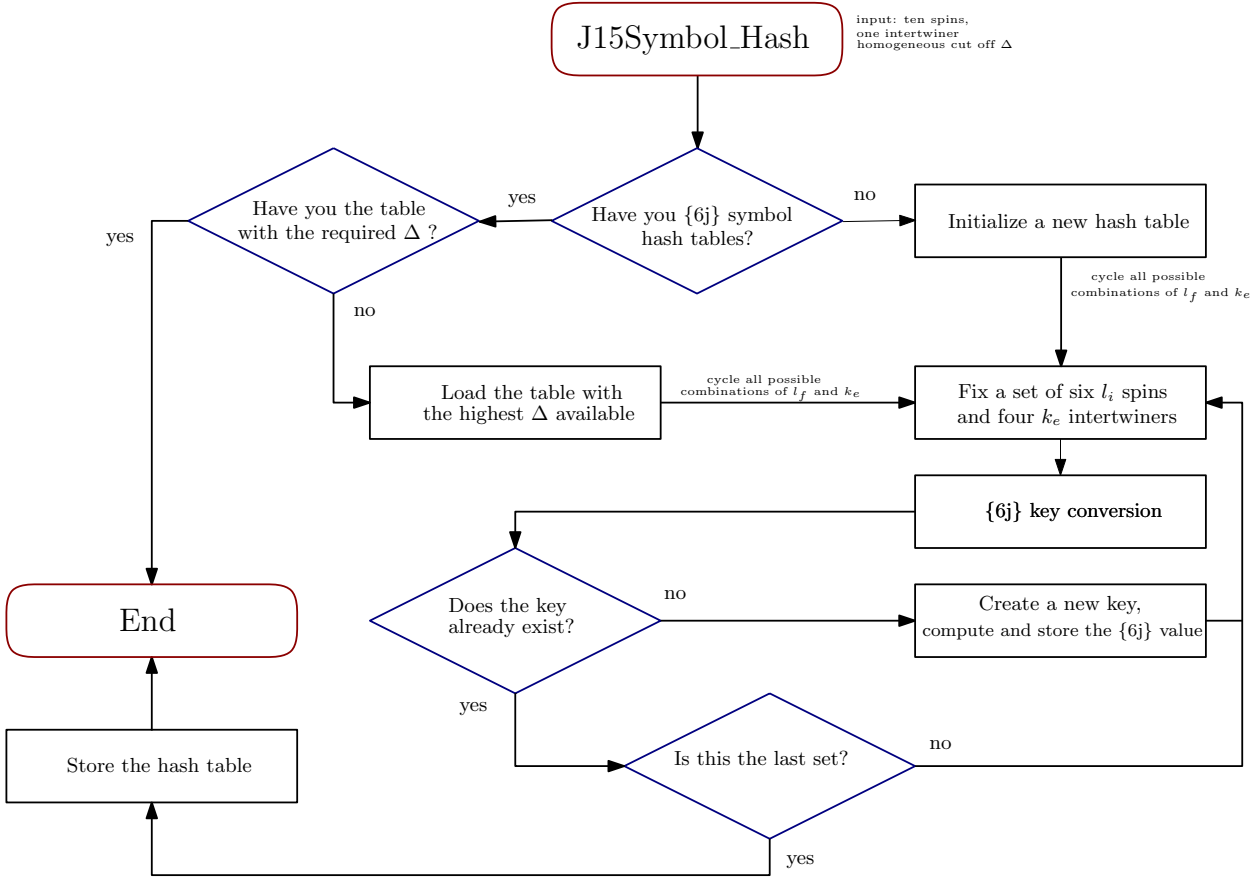 J15Symbol_Hash
input: ten spins,
one intertwiner
homogeneous cut off Δ
Have you the table
with the required Δ ?
yes
Have you {6j} symbol
hash tables?
no
Initialize a new hash table
yes
no
cycle all possible
combinations of l_f and k_e
Load the table with
the highest Δ available
cycle all possible
combinations of l_f and k_e
Fix a set of six l_i spins
and four k_e intertwiners
{6j} key conversion
Does the key
already exist?
no
Create a new key,
compute and store the {6j} value
End
yes
Is this the last set?
no
Store the hash table
yes